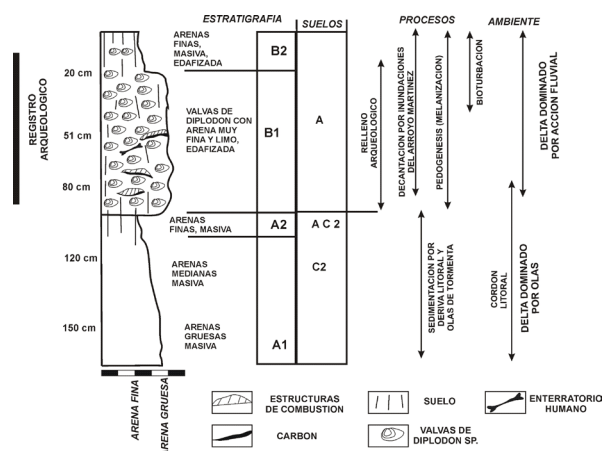 ESTRATIGRAFIA
SUELOS
PROCESOS
AMBIENTE
REGISTRO
ARQUEOLOGICO
20 cm
51 cm
80 cm
120 cm
150 cm
ARENAS
FINAS,
MASIVA,
EDAFIZADA
VALVAS DE
DIPLODON CON
ARENA MUY
FINA Y LIMO,
EDAFIZADA
ARENAS
FINAS, MASIVA
ARENAS
MEDIANAS
MASIVA
ARENAS
GRUESAS
MASIVA
B2
B1
A2
A1
A
A C 2
C2
RELLENO
ARQUEOLOGICO
DECANTACION POR INUNDACIONES
DEL ARROYO MARTINEZ
PEDOGENESIS (MELANIZACION)
BIOTURBACION
DELTA DOMINADO
POR ACCION FLUVIAL
SEDIMENTACION POR
DERIVA LITORAL Y
OLAS DE TORMENTA
CORDON
LITORAL
DELTA DOMINADO
POR OLAS
ARENA FINA
RENA GRUESA
ESTRUCTURAS
DE COMBUSTION
SUELO
ENTERRATORIO
HUMANO
CARBON
VALVAS DE
DIPLODON SP.